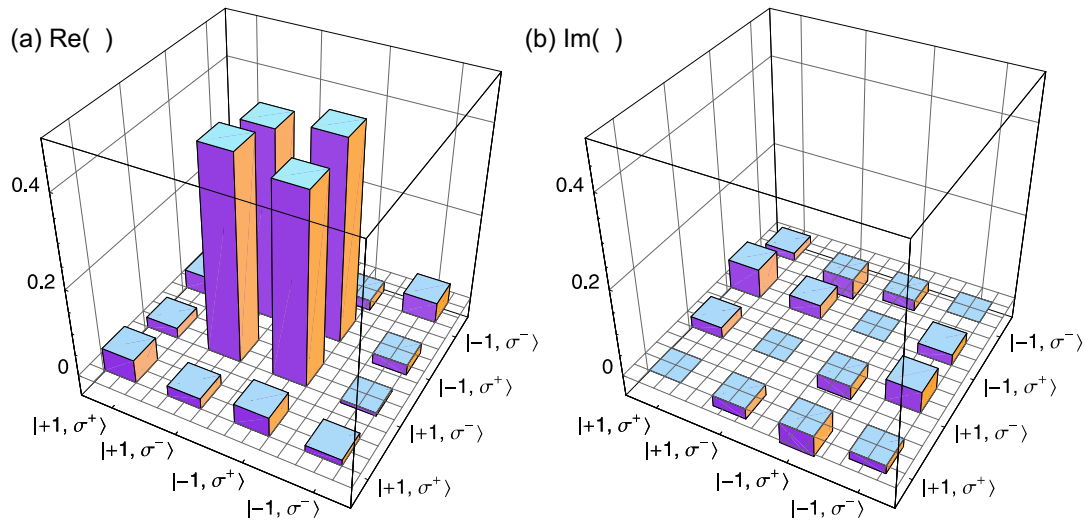 (a) Re( )
0.4
0.2
0
|+1, σ⁺⟩
|+1, σ⁻⟩
|−1, σ⁺⟩
|−1, σ⁻⟩
|−1, σ⁻⟩
|−1, σ⁺⟩
|+1, σ⁻⟩
|+1, σ⁺⟩
(b) Im( )
0.4
0.2
0
|+1, σ⁺⟩
|+1, σ⁻⟩
|−1, σ⁺⟩
|−1, σ⁻⟩
|−1, σ⁻⟩
|−1, σ⁺⟩
|+1, σ⁻⟩
|+1, σ⁺⟩